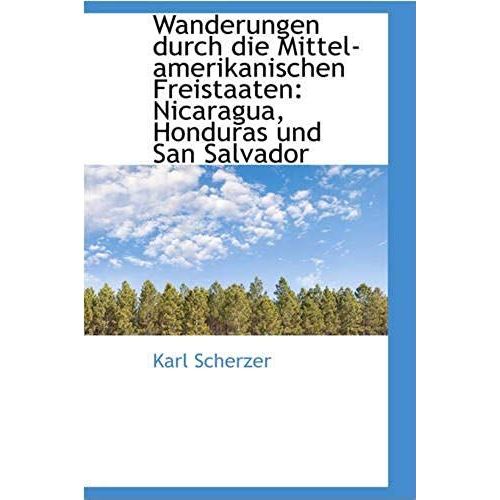 Wanderungen
durch die Mittel-
amerikanischen
Freistaaten:
Nicaragua,
Honduras und
San Salvador
Karl Scherzer